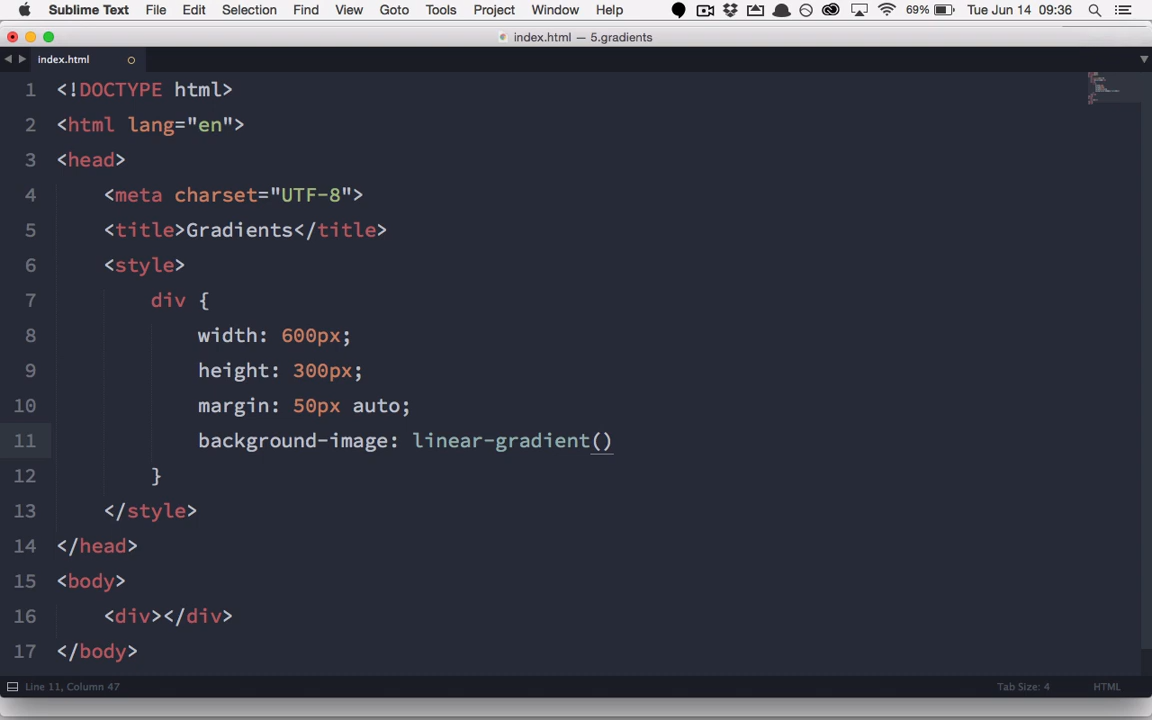 Sublime Text File Edit Selection Find View Goto Tools Project Window Help 69% Tue Jun 14 09:36
index.html — 5.gradients
index.html
1 <!DOCTYPE html>
2 <html lang="en">
3 <head>
4 <meta charset="UTF-8">
5 <title>Gradients</title>
6 <style>
7 div {
8 width: 600px;
9 height: 300px;
10 margin: 50px auto;
11 background-image: linear-gradient()
12 }
13 </style>
14 </head>
15 <body>
16 <div></div>
17 </body>
Line 11, Column 47 Tab Size: 4 HTML